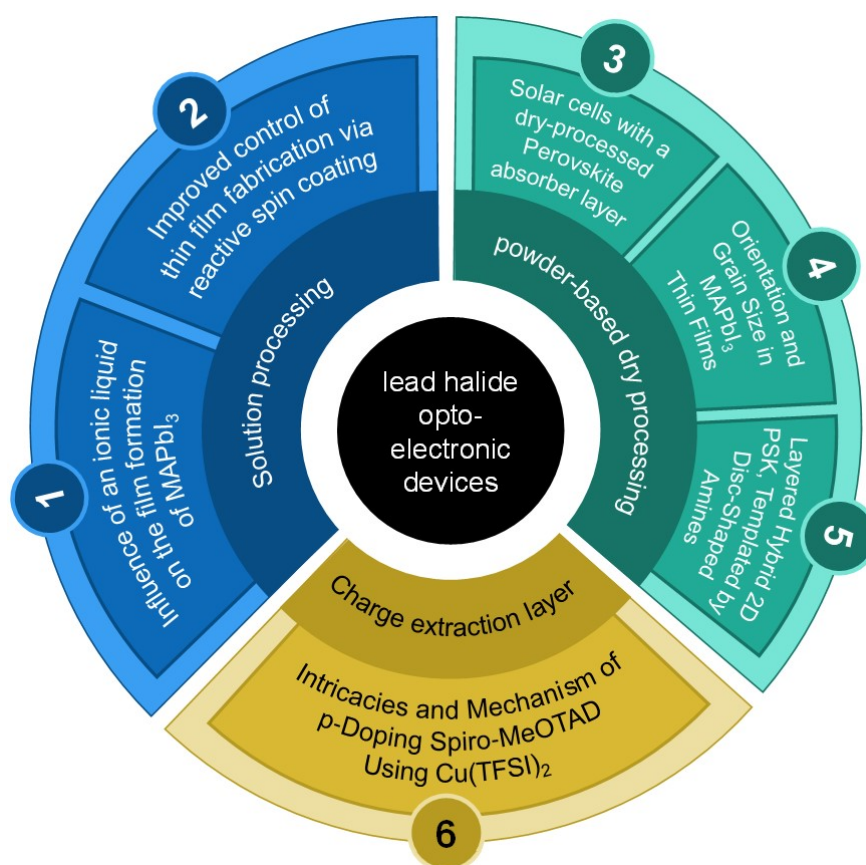 lead halide
opto-
electronic
devices
Solution processing
1
Influence of an ionic liquid
on the film formation
of MAPbI₃
2
Improved control of
thin film fabrication via
reactive spin coating
powder-based dry processing
3
Solar cells with a
dry-processed
Perovskite
absorber layer
4
Orientation and
Grain Size in
MAPbI₃
Thin Films
5
Layered Hybrid 2D
PSK, Templated by
Disc-Shaped
Amines
Charge extraction layer
Intricacies and Mechanism of
p-Doping Spiro-MeOTAD
Using Cu(TFSI)₂
6